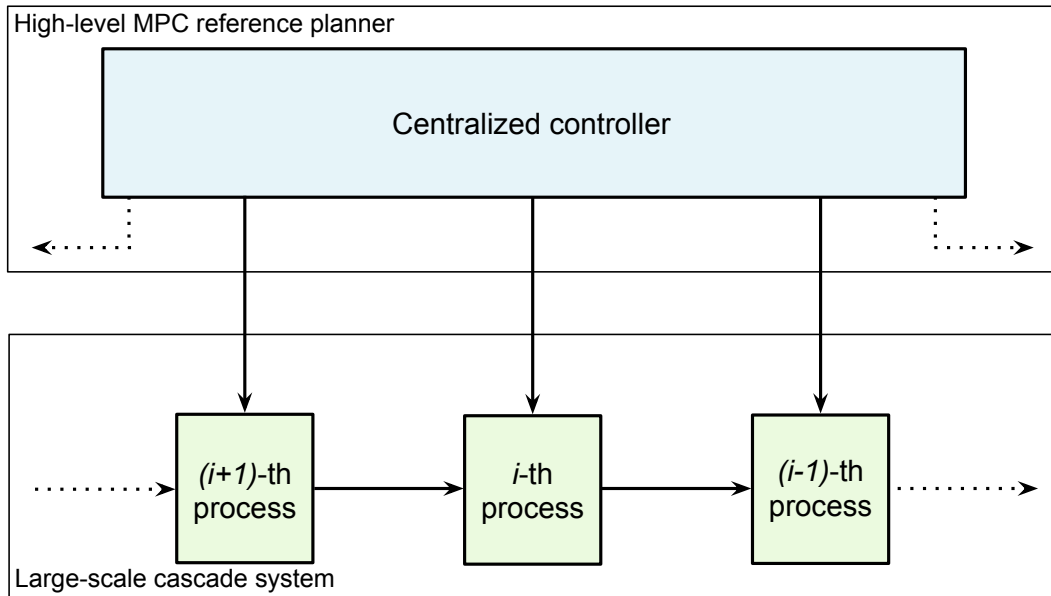 High-level MPC reference planner
Centralized controller
(i+1)-th
process
i-th
process
(i-1)-th
process
Large-scale cascade system